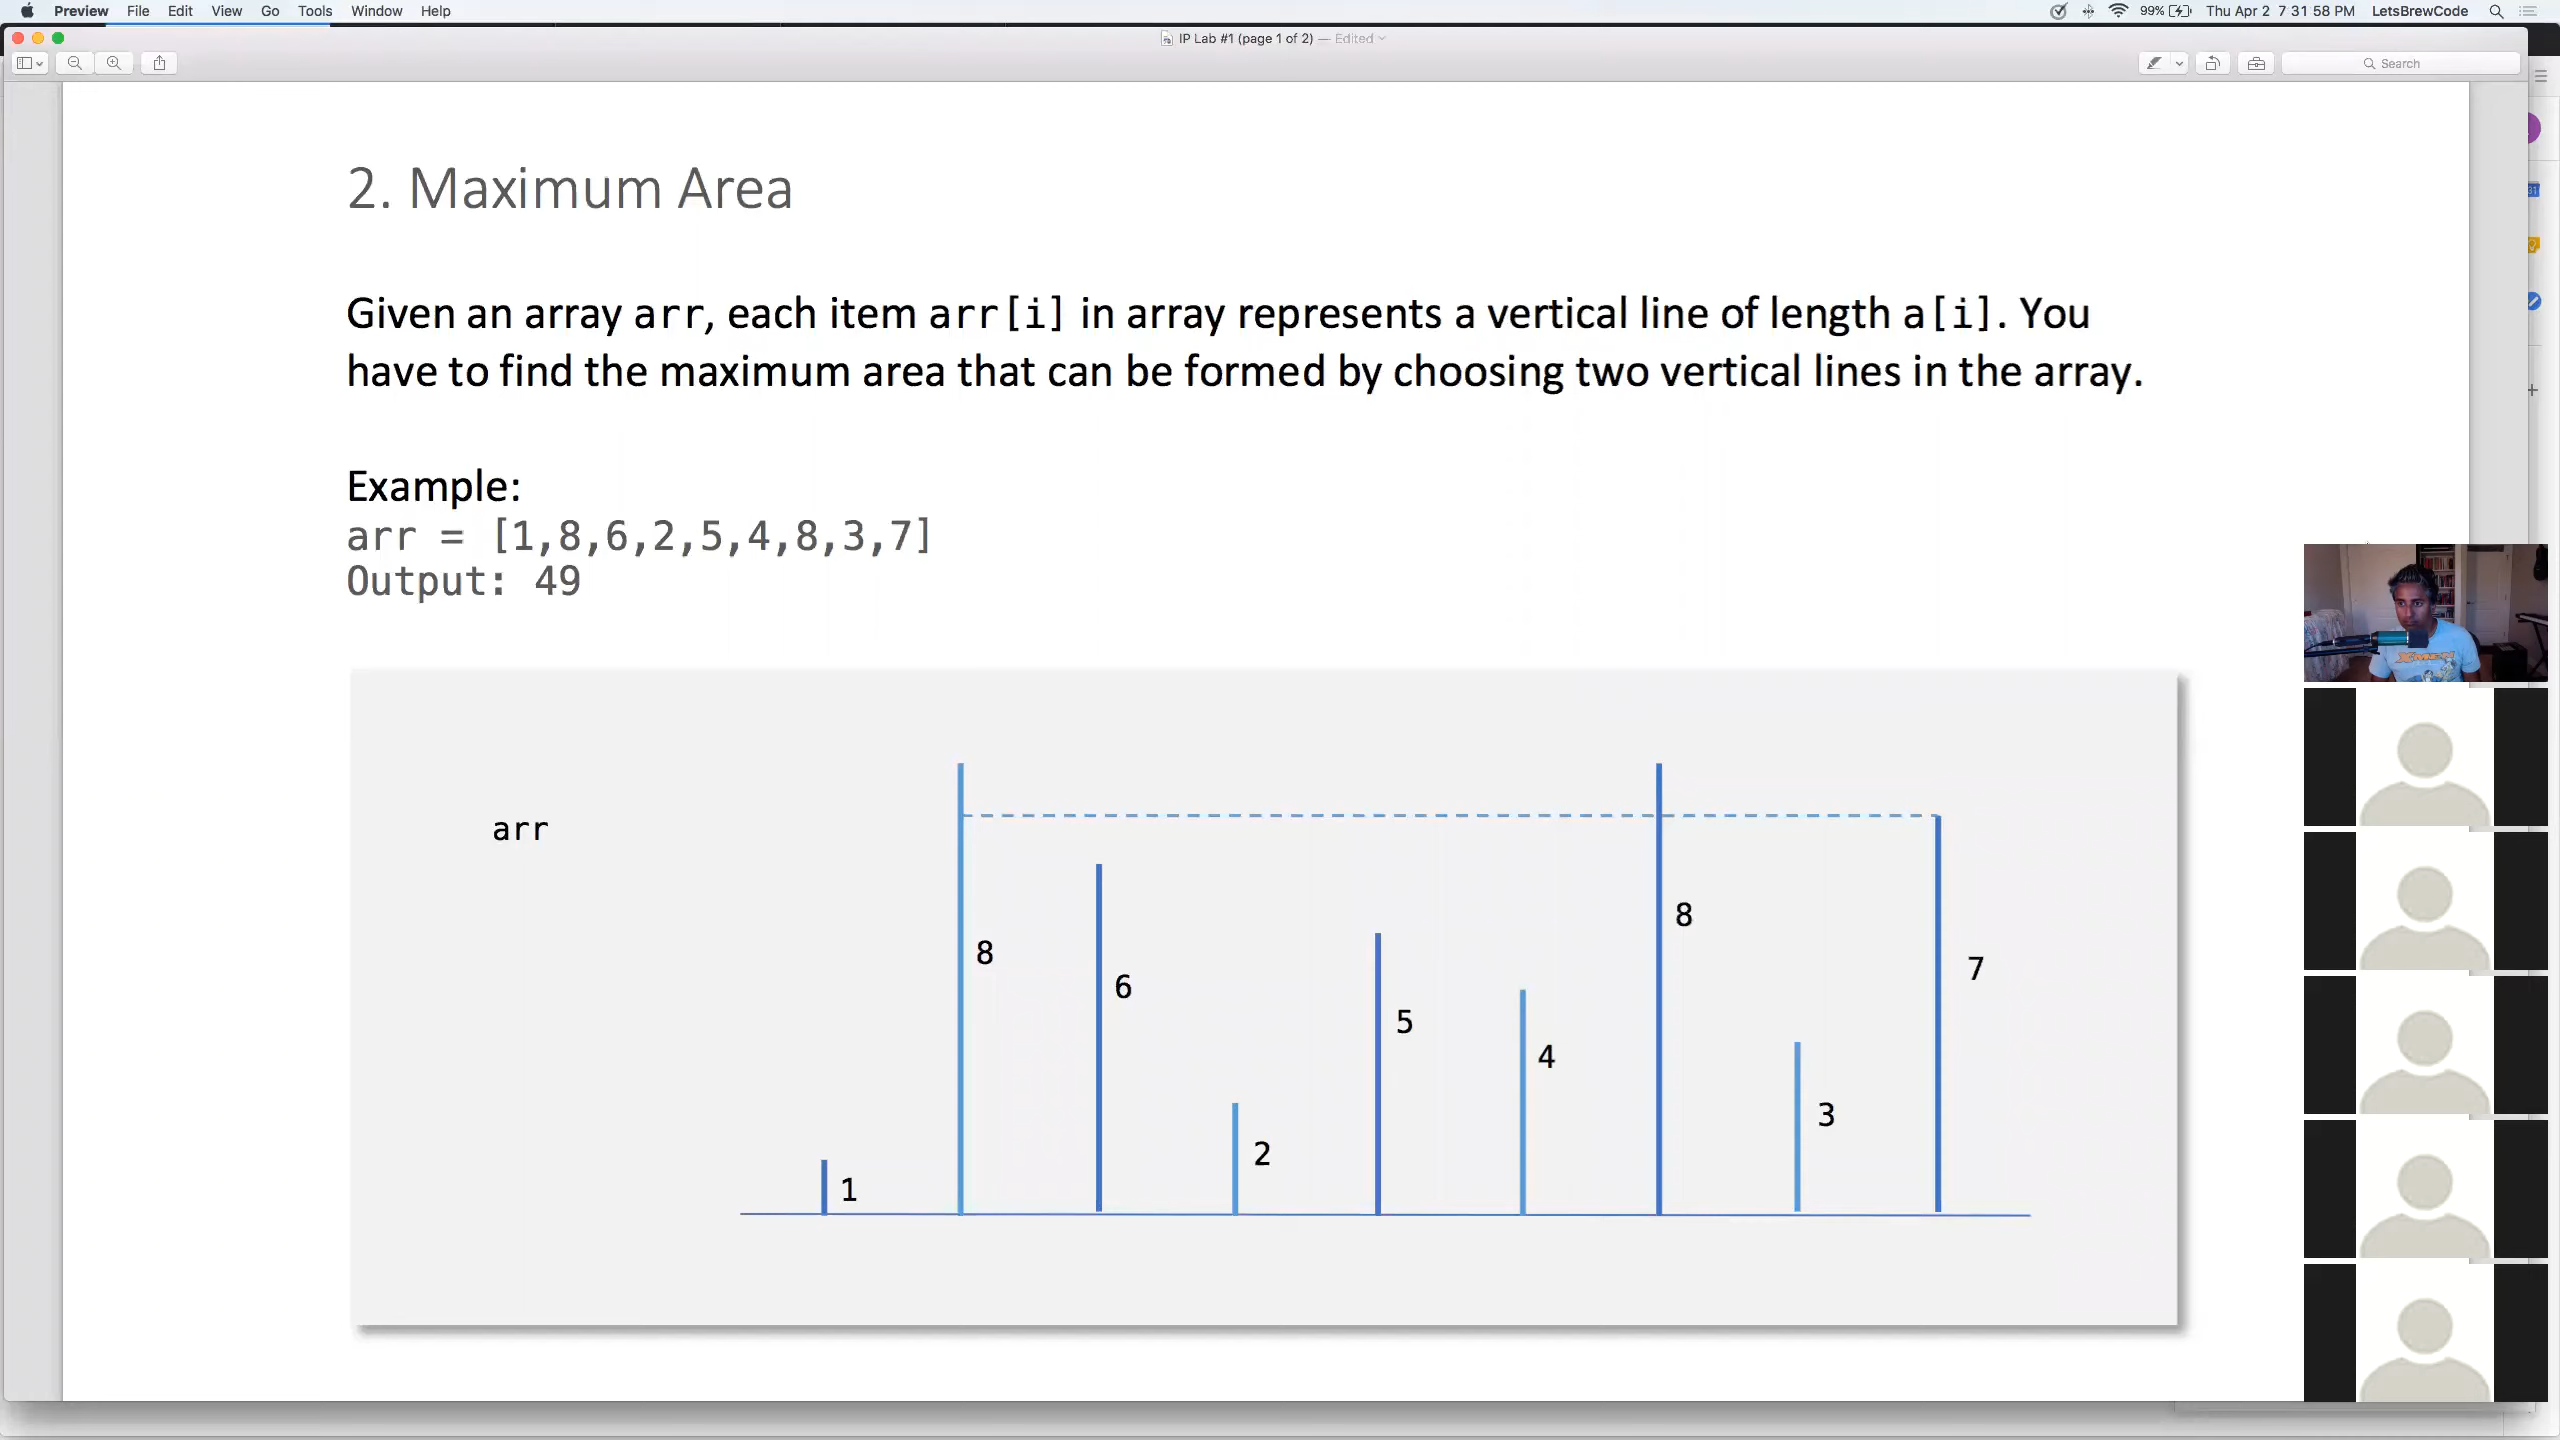 Preview File Edit View Go Tools Window Help
99% Thu Apr 2 7 31 58 PM LetsBrewCode
IP Lab #1 (page 1 of 2) — Edited
Search
2. Maximum Area
Given an array arr, each item arr[i] in array represents a vertical line of length a[i]. You
have to find the maximum area that can be formed by choosing two vertical lines in the array.
Example:
arr = [1,8,6,2,5,4,8,3,7]
Output: 49
arr
1
8
6
2
5
4
8
3
7
X-MEN